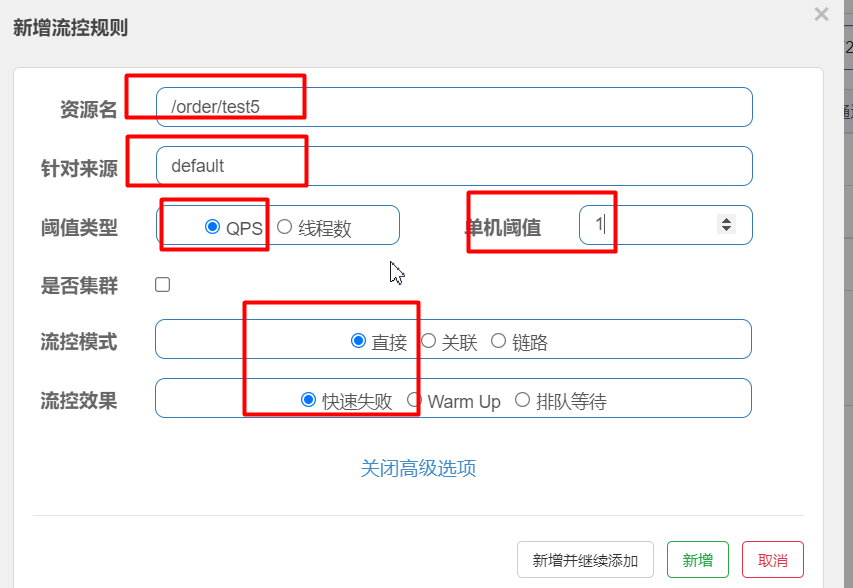 新增流控规则
×
资源名 /order/test5
针对来源 default
阈值类型 QPS 线程数 单机阈值 1
是否集群
流控模式 直接 关联 链路
流控效果 快速失败 Warm Up 排队等待
关闭高级选项
新增并继续添加 新增 取消